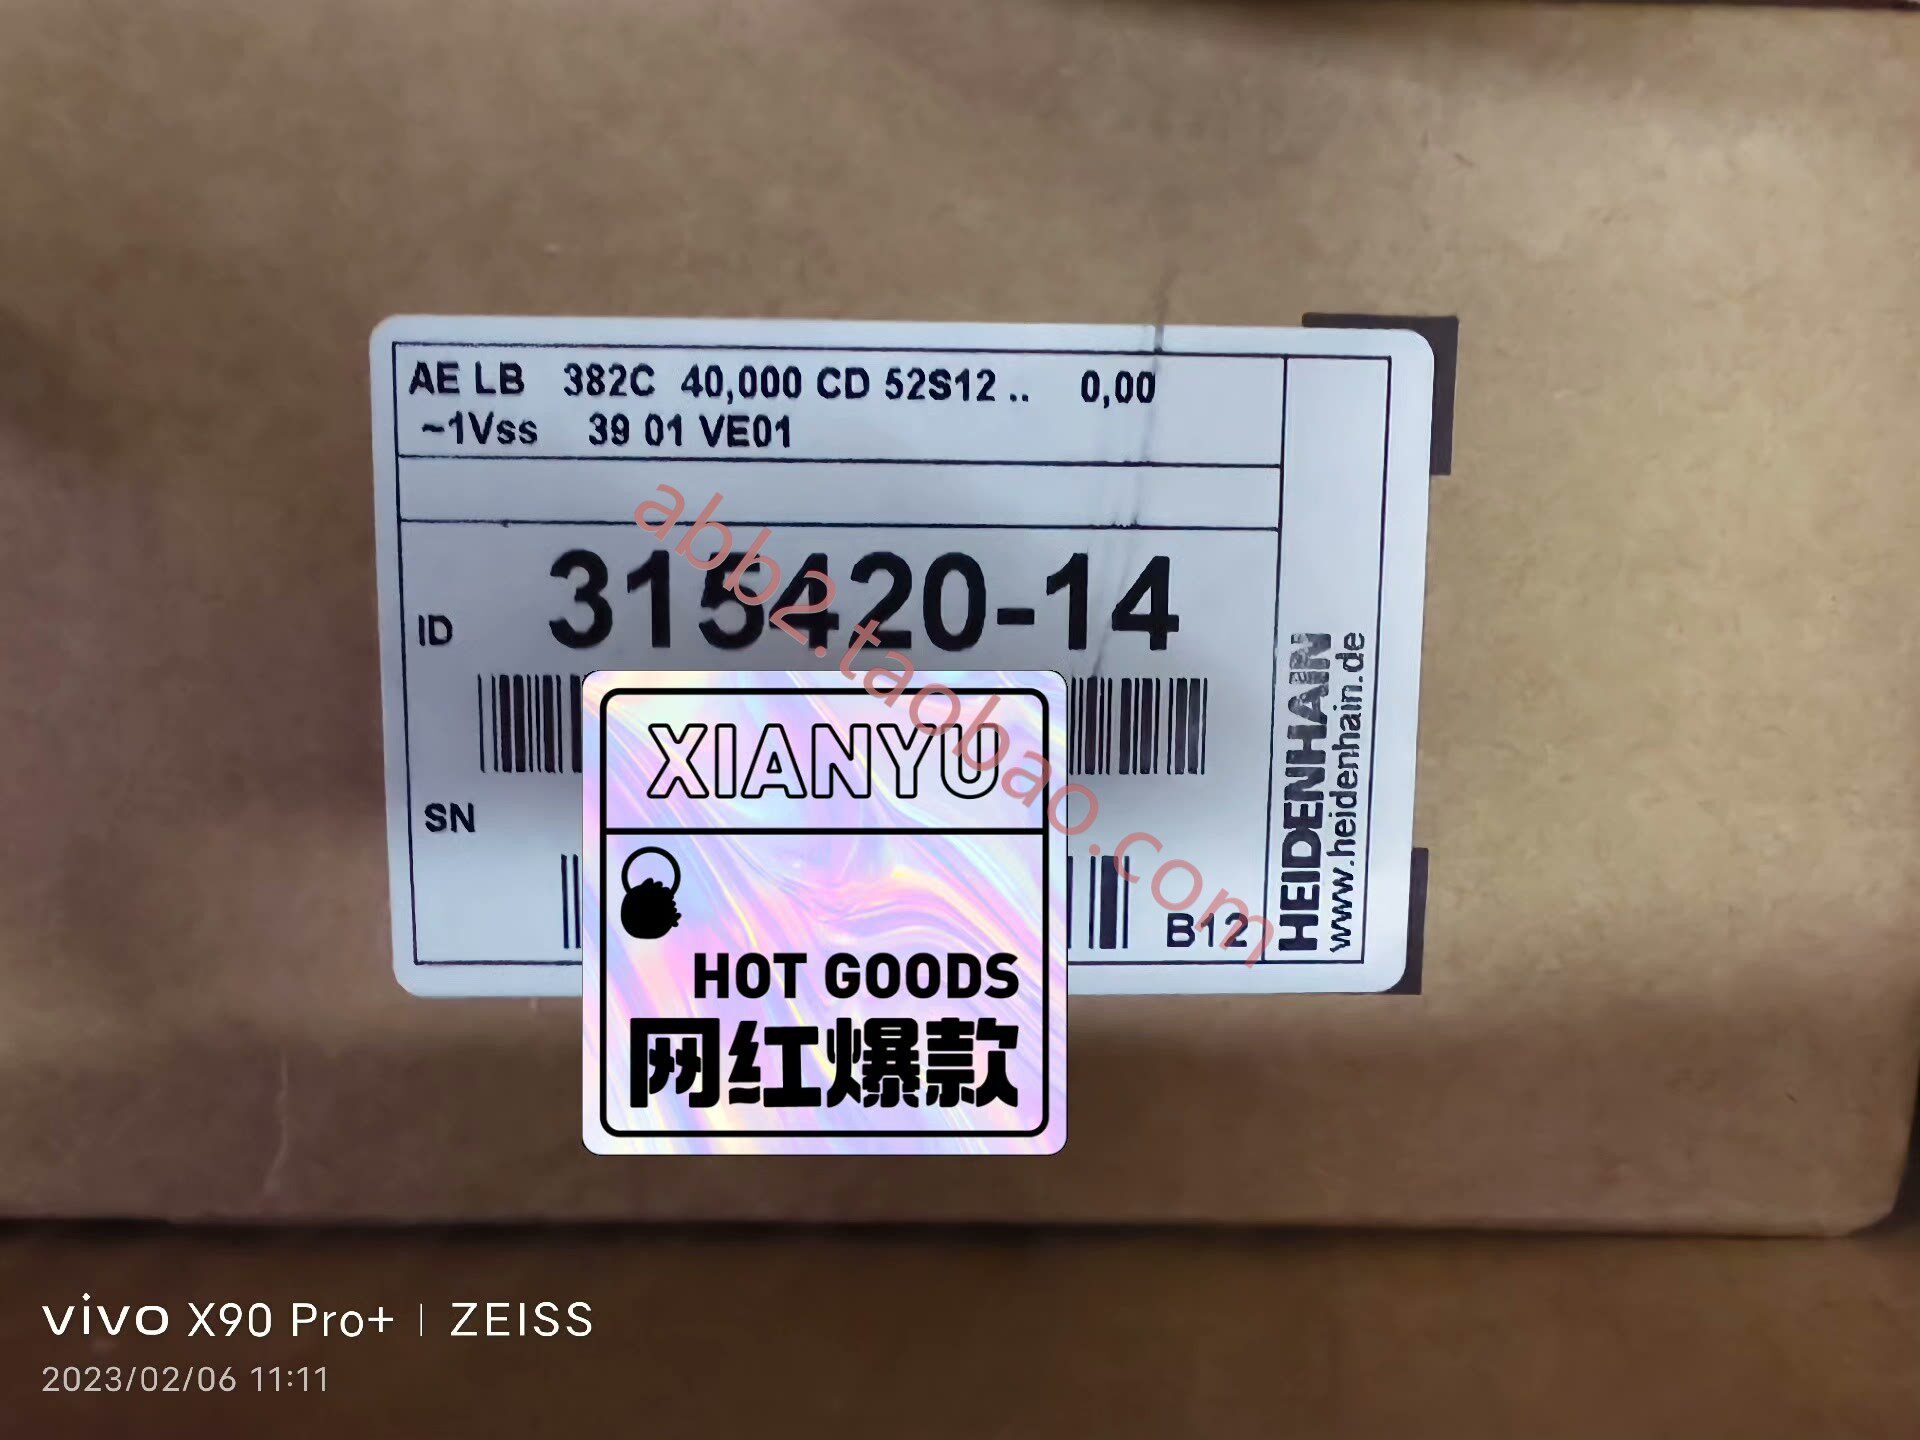 AE LB 382C 40,000 CD 52S12 .. 0,00
~1Vss 39 01 VE01
ID 315420-14
SN
B12
HEIDENHAIN
www.heidenhain.de
abb2.taobao.com
XIANYU
HOT GOODS
网红爆款
vivo X90 Pro+ | ZEISS
2023/02/06 11:11